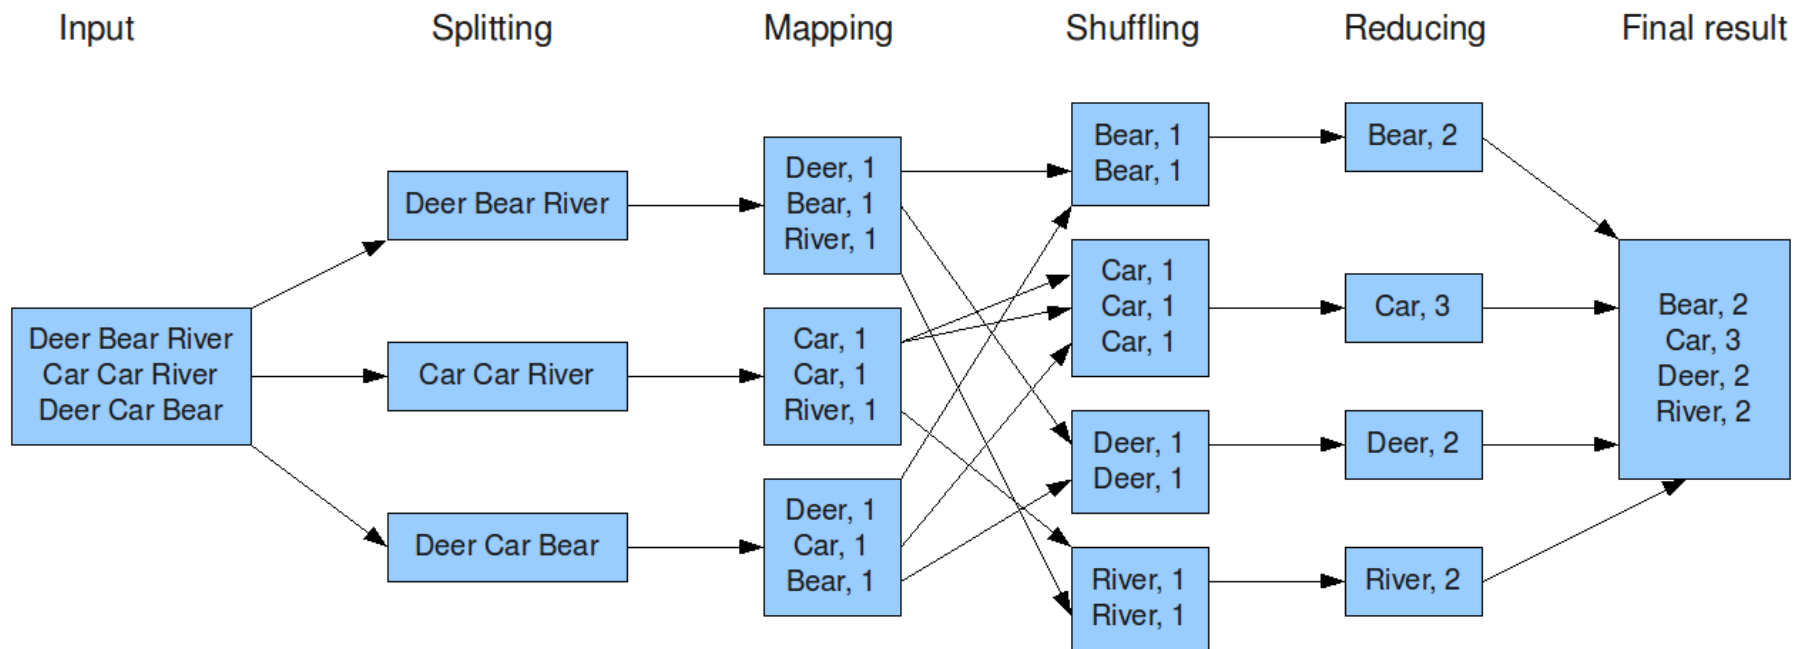 Input
Splitting
Mapping
Shuffling
Reducing
Final result
Deer Bear River
Car Car River
Deer Car Bear
Deer Bear River
Car Car River
Deer Car Bear
Deer, 1
Bear, 1
River, 1
Car, 1
Car, 1
River, 1
Deer, 1
Car, 1
Bear, 1
Bear, 1
Bear, 1
Car, 1
Car, 1
Car, 1
Deer, 1
Deer, 1
River, 1
River, 1
Bear, 2
Car, 3
Deer, 2
River, 2
Bear, 2
Car, 3
Deer, 2
River, 2